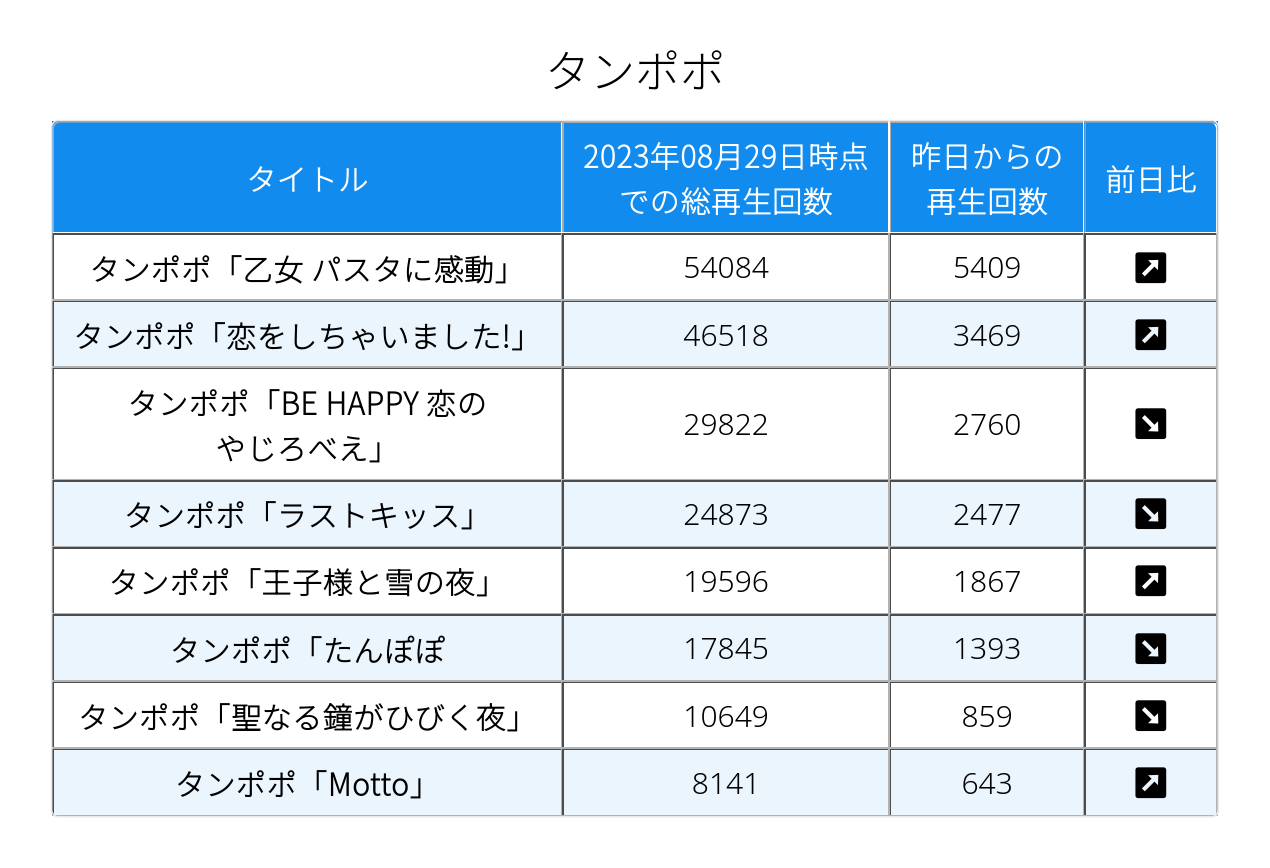 タンポポ
タイトル
2023年08月29日時点
での総再生回数
昨日からの
再生回数
前日比
タンポポ「乙女 パスタに感動」
54084
5409
↗
タンポポ「恋をしちゃいました!」
46518
3469
↗
タンポポ「BE HAPPY 恋の
やじろべえ」
29822
2760
↘
タンポポ「ラストキッス」
24873
2477
↘
タンポポ「王子様と雪の夜」
19596
1867
↗
タンポポ「たんぽぽ
17845
1393
↘
タンポポ「聖なる鐘がひびく夜」
10649
859
↘
タンポポ「Motto」
8141
643
↗